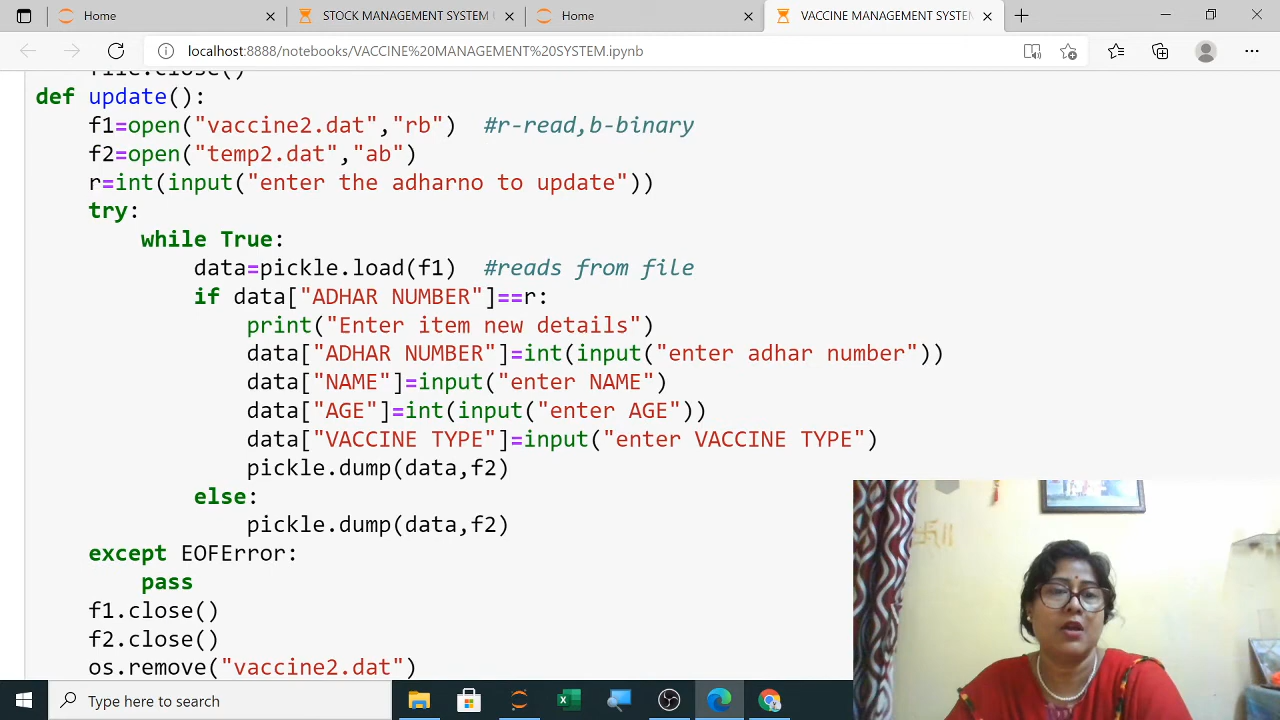 Home
STOCK MANAGEMENT SYSTEM
Home
VACCINE MANAGEMENT SYSTEM
localhost:8888/notebooks/VACCINE%20MANAGEMENT%20SYSTEM.ipynb
file.close()
def update():
f1=open("vaccine2.dat","rb") #r-read,b-binary
f2=open("temp2.dat","ab")
r=int(input("enter the adharno to update"))
try:
while True:
data=pickle.load(f1) #reads from file
if data["ADHAR NUMBER"]==r:
print("Enter item new details")
data["ADHAR NUMBER"]=int(input("enter adhar number"))
data["NAME"]=input("enter NAME")
data["AGE"]=int(input("enter AGE"))
data["VACCINE TYPE"]=input("enter VACCINE TYPE")
pickle.dump(data,f2)
else:
pickle.dump(data,f2)
except EOFError:
pass
f1.close()
f2.close()
os.remove("vaccine2.dat")
Type here to search